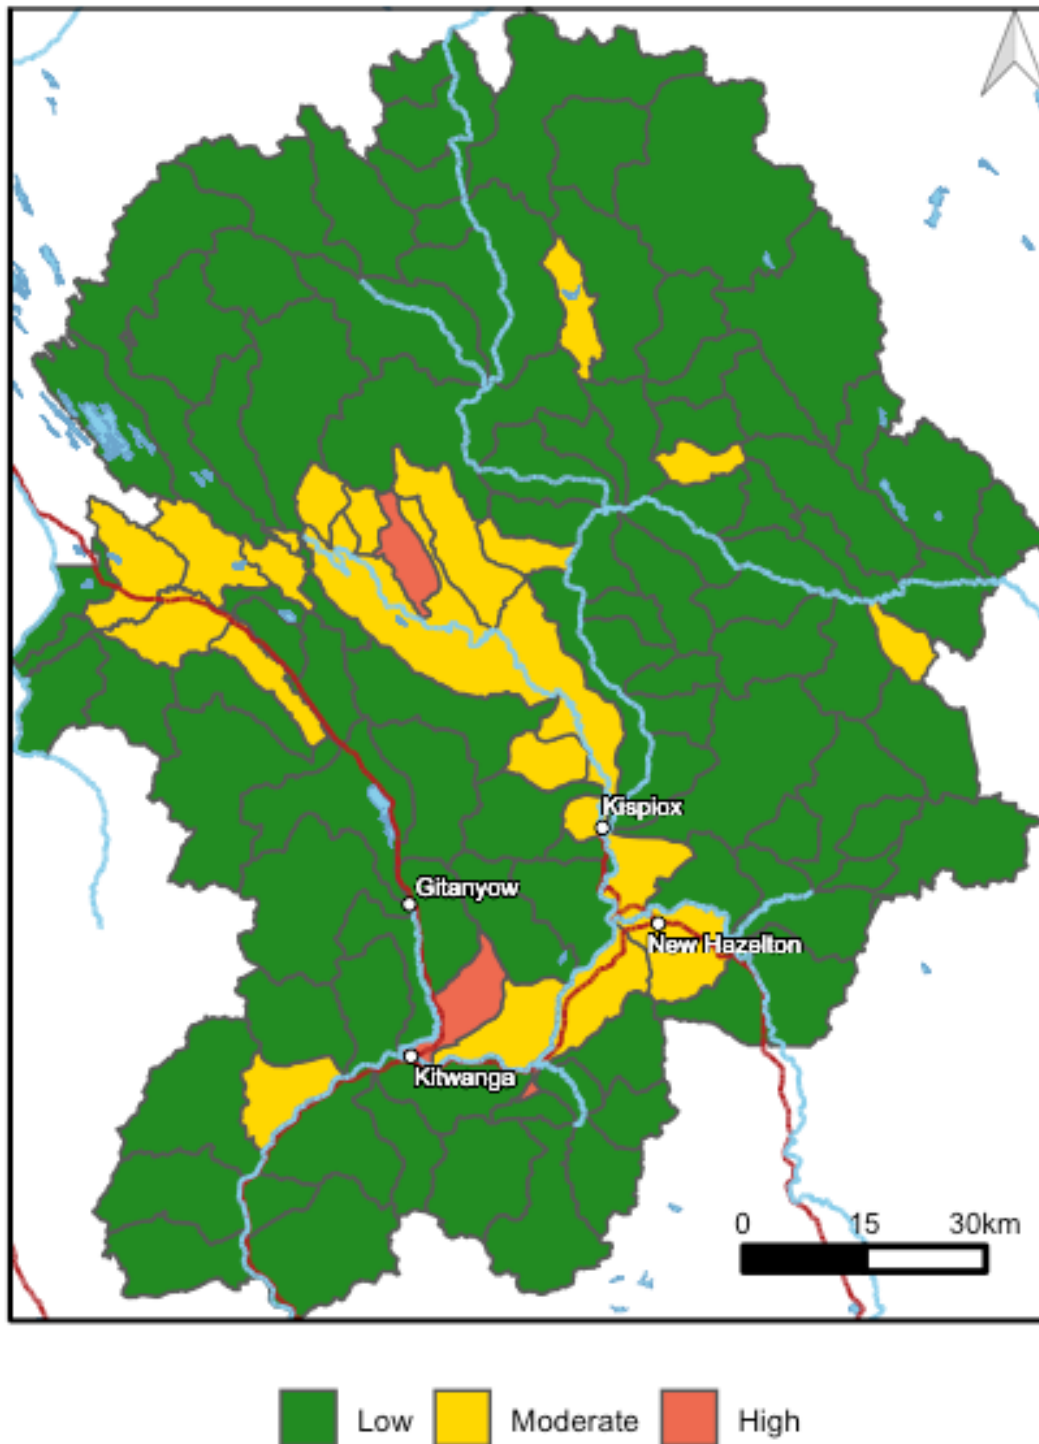 Kispiox
Gitanyow
New Hazelton
Kitwanga
0 15 30km
Low Moderate High